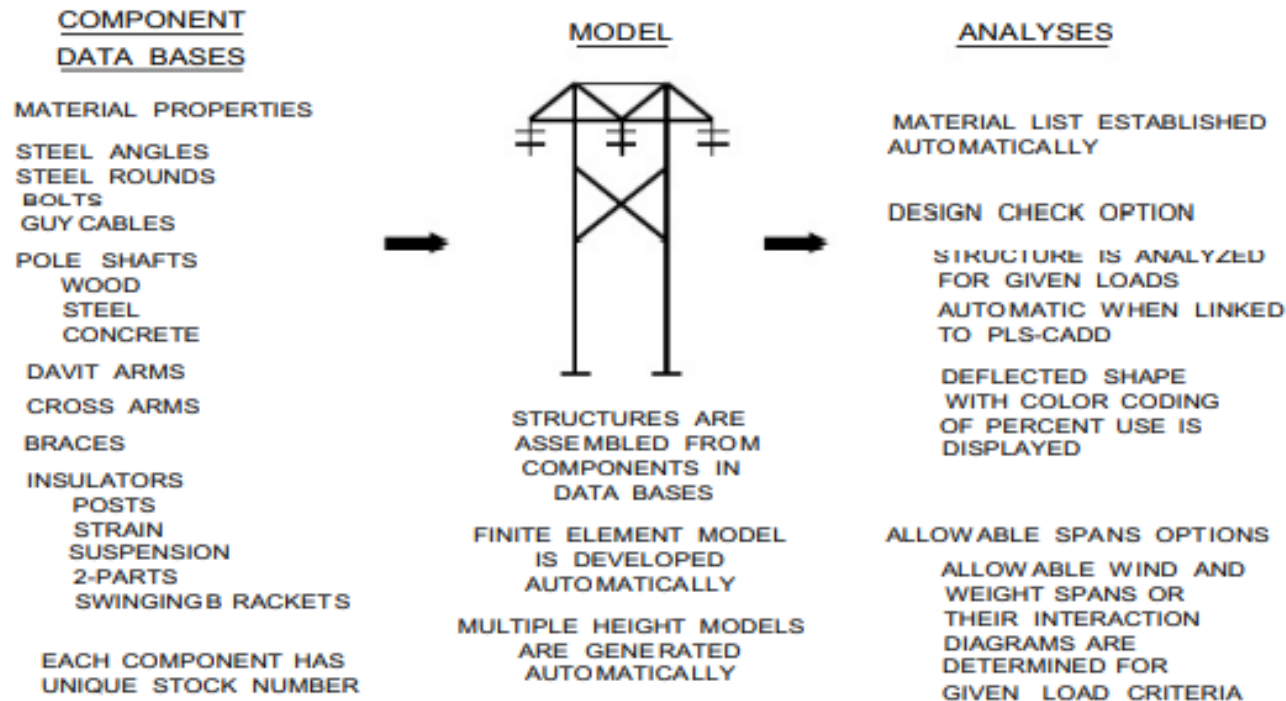 COMPONENT
DATA BASES
MATERIAL PROPERTIES
STEEL ANGLES
STEEL ROUNDS
BOLTS
GUY CABLES
POLE SHAFTS
WOOD
STEEL
CONCRETE
DAVIT ARMS
CROSS ARMS
BRACES
INSULATORS
POSTS
STRAIN
SUSPENSION
2-PARTS
SWINGING B RACKETS
EACH COMPONENT HAS
UNIQUE STOCK NUMBER
MODEL
STRUCTURES ARE
ASSEMBLED FROM
COMPONENTS IN
DATA BASES
FINITE ELEMENT MODEL
IS DEVELOPED
AUTOMATICALLY
MULTIPLE HEIGHT MODELS
ARE GENERATED
AUTOMATICALLY
ANALYSES
MATERIAL LIST ESTABLISHED
AUTOMATICALLY
DESIGN CHECK OPTION
STRUCTURE IS ANALYZED
FOR GIVEN LOADS
AUTOMATIC WHEN LINKED
TO PLS-CADD
DEFLECTED SHAPE
WITH COLOR CODING
OF PERCENT USE IS
DISPLAYED
ALLOWABLE SPANS OPTIONS
ALLOWABLE WIND AND
WEIGHT SPANS OR
THEIR INTERACTION
DIAGRAMS ARE
DETERMINED FOR
GIVEN LOAD CRITERIA